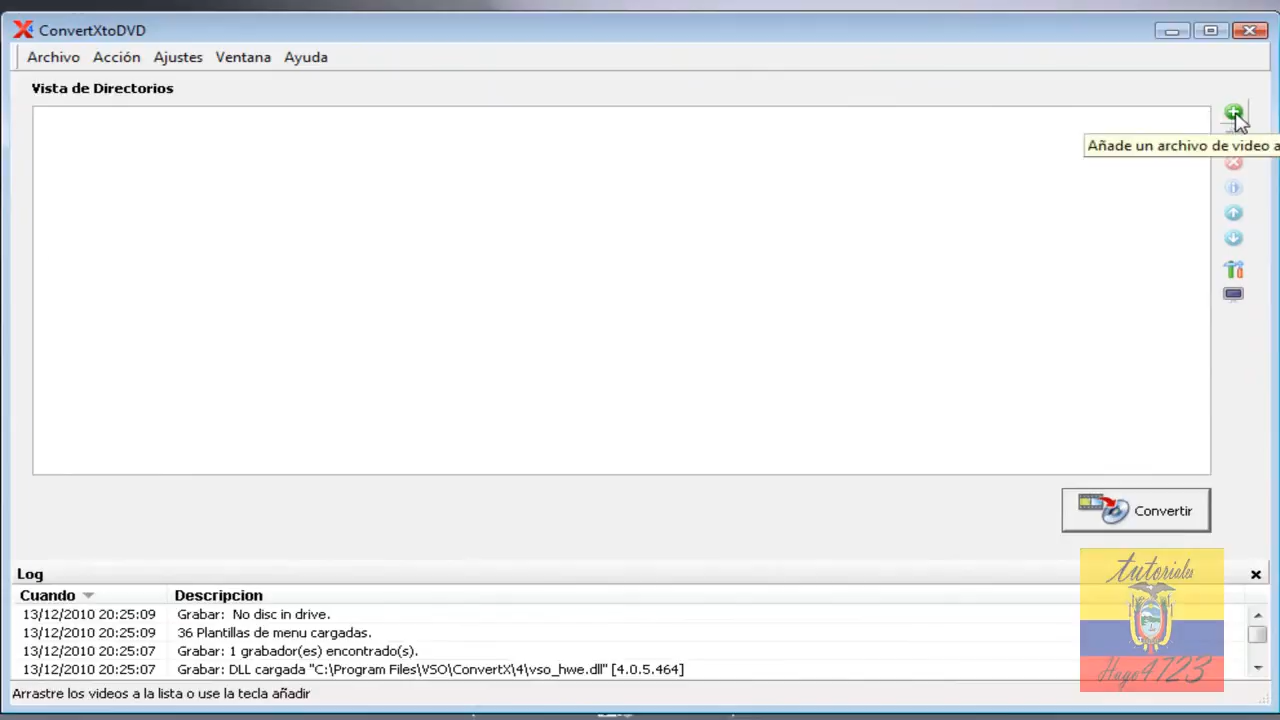 ConvertXtoDVD
Archivo Acción Ajustes Ventana Ayuda
Vista de Directorios
Añade un archivo de video a
Convertir
tutoriales
Hugo4723
Log
Cuando Descripcion
13/12/2010 20:25:09 Grabar: No disc in drive.
13/12/2010 20:25:09 36 Plantillas de menu cargadas.
13/12/2010 20:25:07 Grabar: 1 grabador(es) encontrado(s).
13/12/2010 20:25:07 Grabar: DLL cargada "C:\Program Files\VSO\ConvertX\4\vso_hwe.dll" [4.0.5.464]
Arrastre los videos a la lista o use la tecla añadir